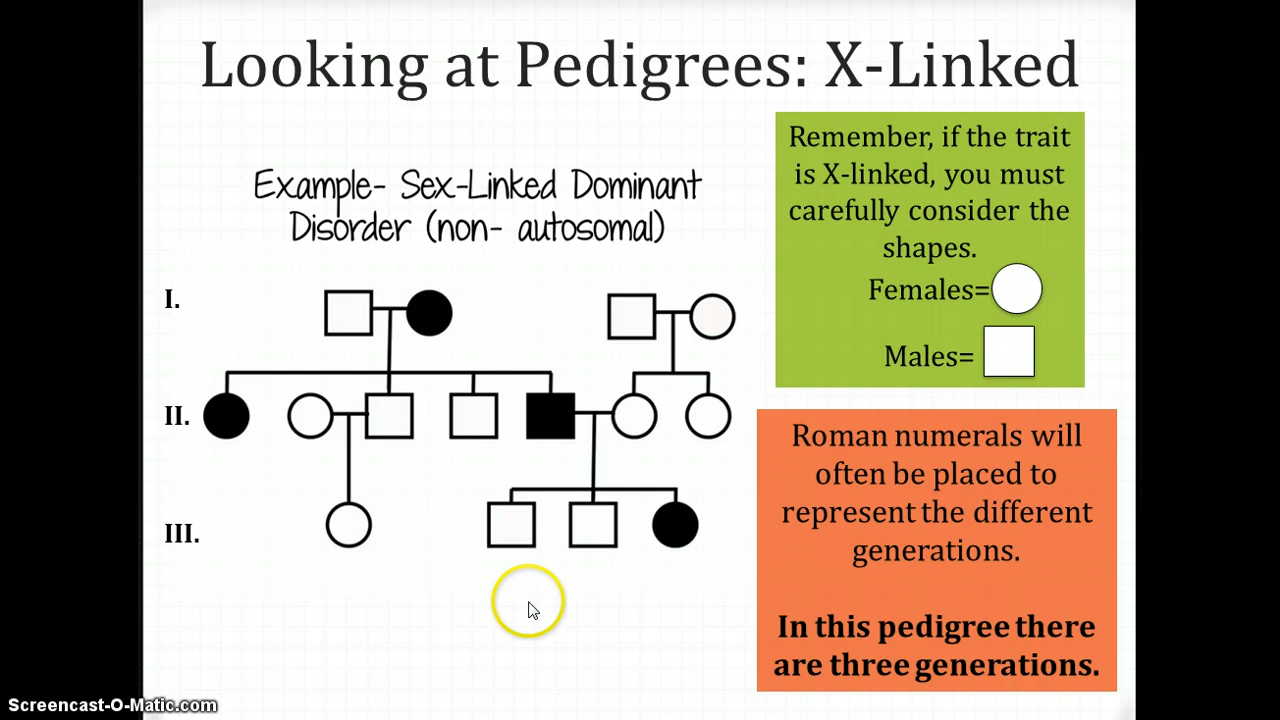 Looking at Pedigrees: X-Linked
Example- Sex-Linked Dominant
Disorder (non- autosomal)
I.
II.
III.
Remember, if the trait
is X-linked, you must
carefully consider the
shapes.
Females=
Males=
Roman numerals will
often be placed to
represent the different
generations.
In this pedigree there
are three generations.
Screencast-O-Matic.com